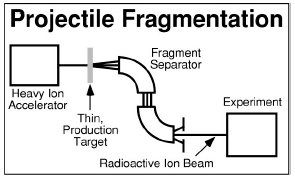 Projectile Fragmentation
Fragment
Separator
Heavy Ion
Accelerator
Thin,
Production
Target
Experiment
Radioactive Ion Beam